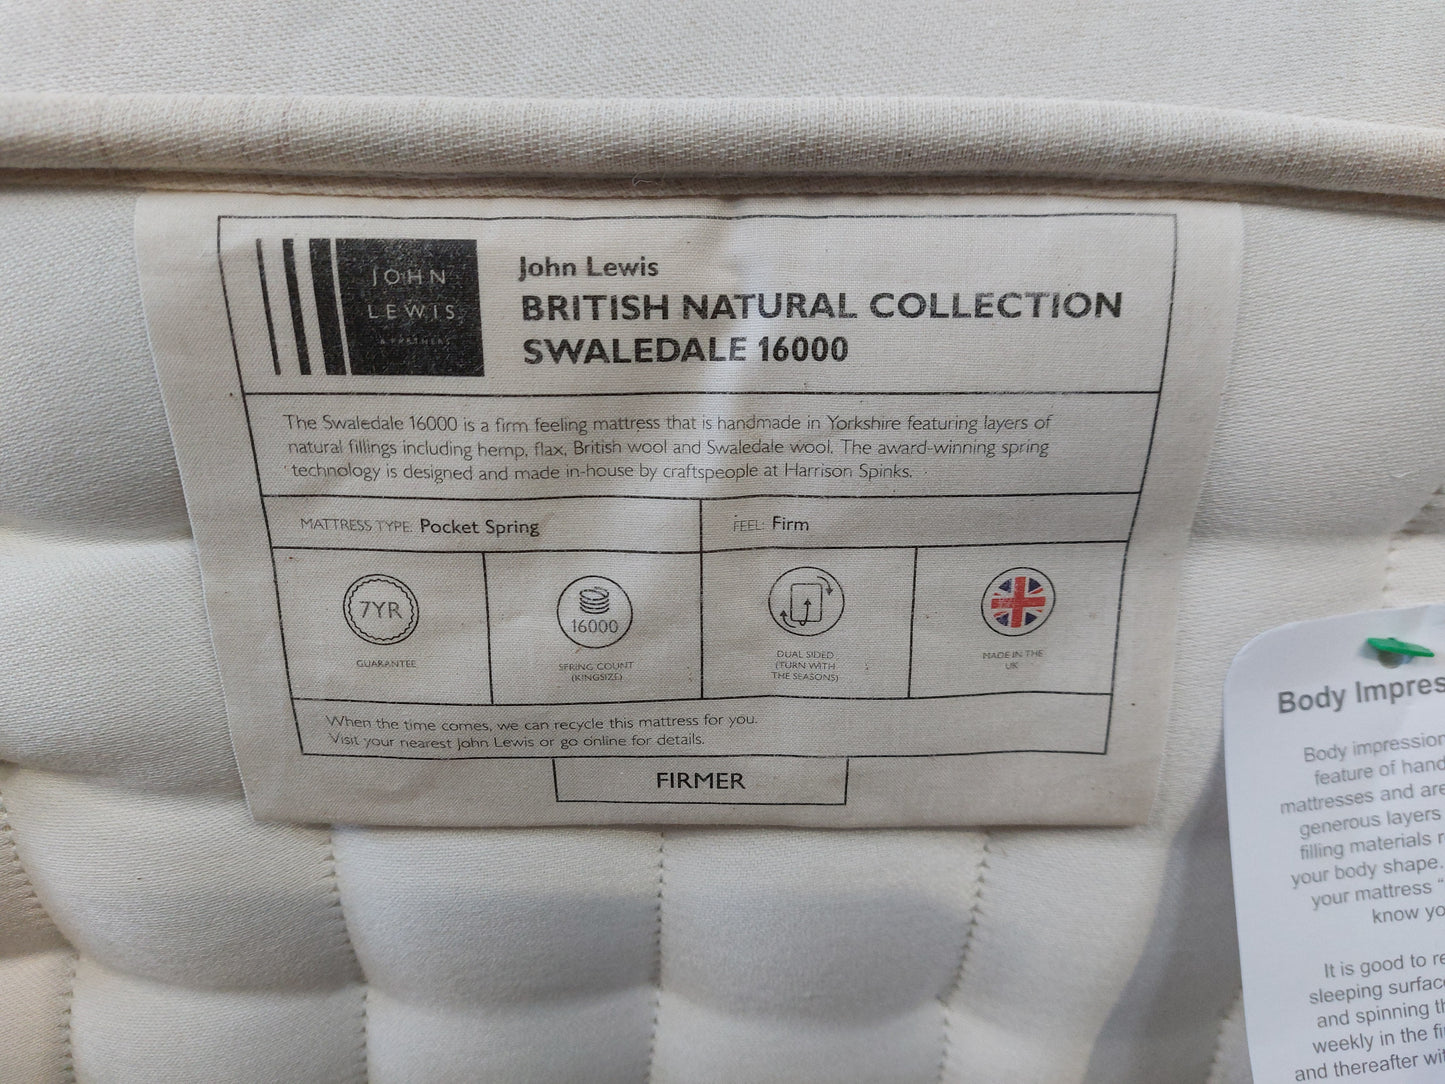 JOHN
LEWIS
& PARTNERS
John Lewis
BRITISH NATURAL COLLECTION
SWALEDALE 16000
The Swaledale 16000 is a firm feeling mattress that is handmade in Yorkshire featuring layers of
natural fillings including hemp, flax, British wool and Swaledale wool. The award-winning spring
technology is designed and made in-house by craftspeople at Harrison Spinks.
MATTRESS TYPE: Pocket Spring
FEEL: Firm
7YR
GUARANTEE
16000
SPRING COUNT
(KINGSIZE)
DUAL SIDED
(TURN WITH
THE SEASONS)
MADE IN THE
UK
When the time comes, we can recycle this mattress for you.
Visit your nearest John Lewis or go online for details.
FIRMER
Body Impres
Body impression
feature of hand
mattresses and are
generous layers
filling materials
your body shape.
your mattress "
know yo
It is good to re
sleeping surfac
and spinning th
weekly in the fi
and thereafter wit